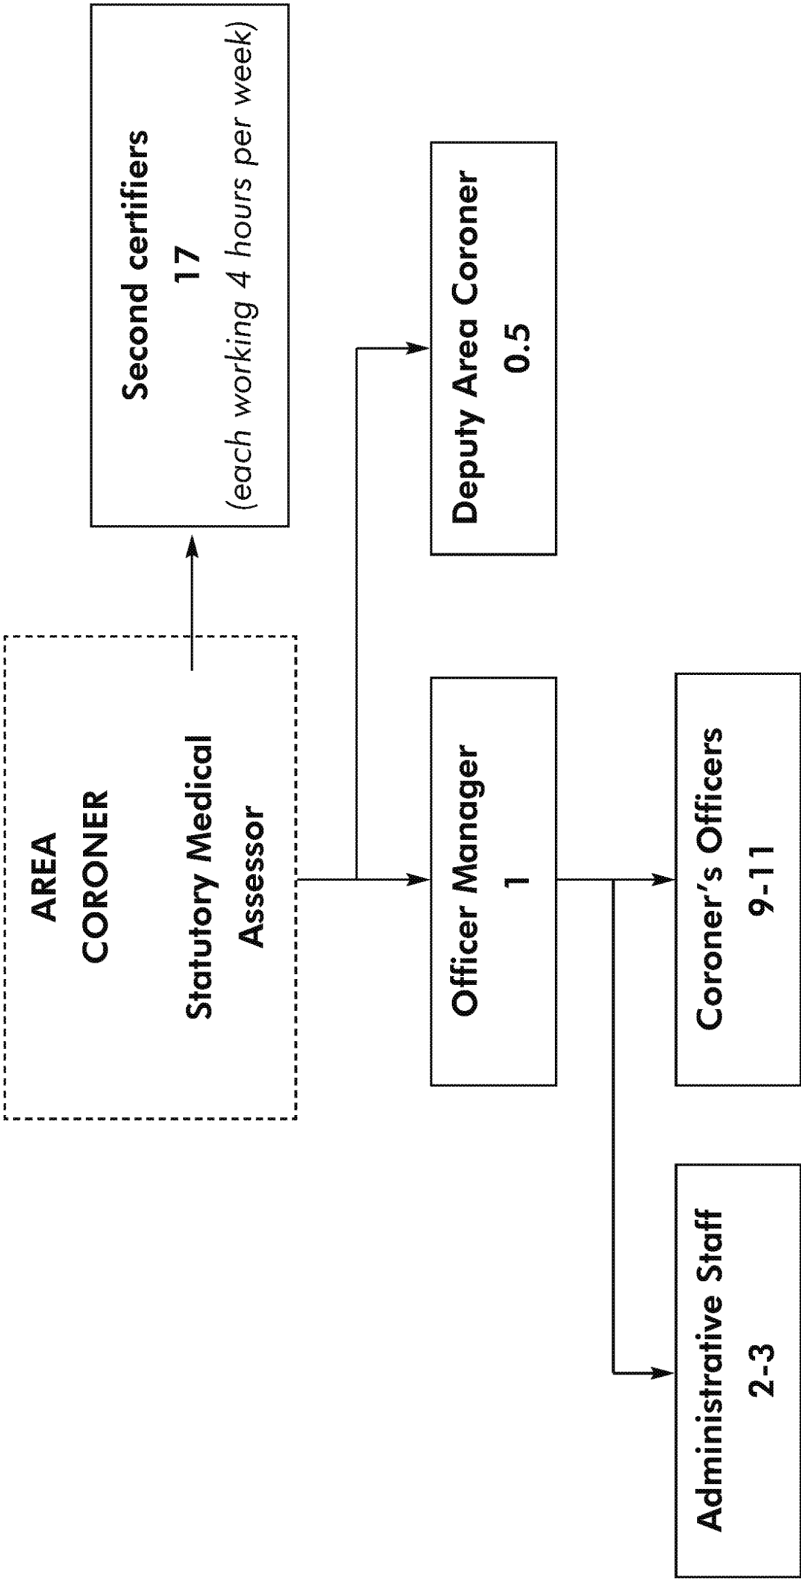 AREA
CORONER
Statutory Medical
Assessor
Second certifiers
17
(each working 4 hours per week)
Officer Manager
1
Deputy Area Coroner
0.5
Administrative Staff
2-3
Coroner's Officers
9-11